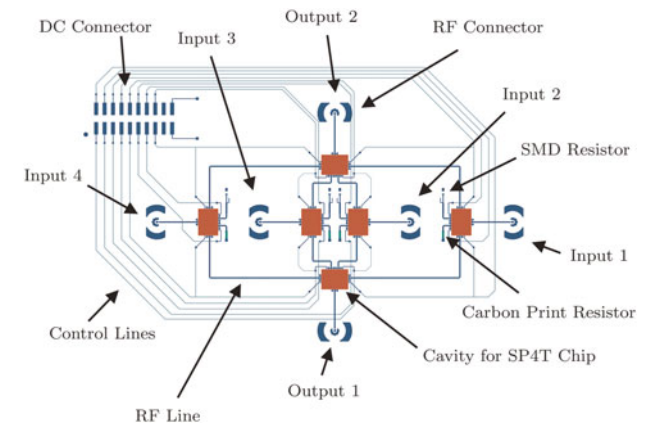 Output 2
DC Connector
RF Connector
Input 3
Input 2
SMD Resistor
Input 4
Input 1
Carbon Print Resistor
Control Lines
Cavity for SP4T Chip
Output 1
RF Line